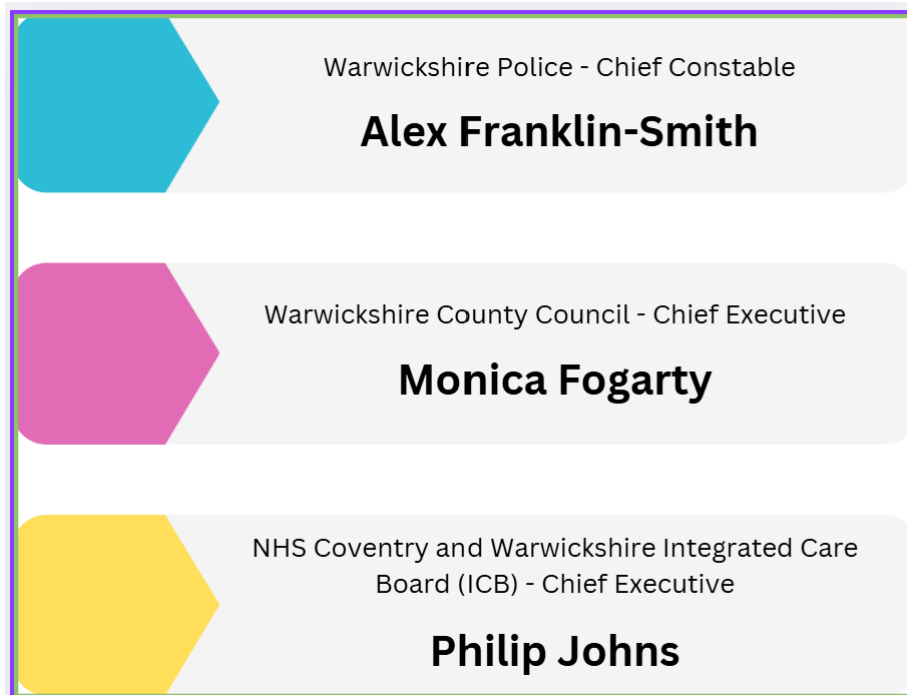 Warwickshire Police - Chief Constable
Alex Franklin-Smith
Warwickshire County Council - Chief Executive
Monica Fogarty
NHS Coventry and Warwickshire Integrated Care
Board (ICB) - Chief Executive
Philip Johns